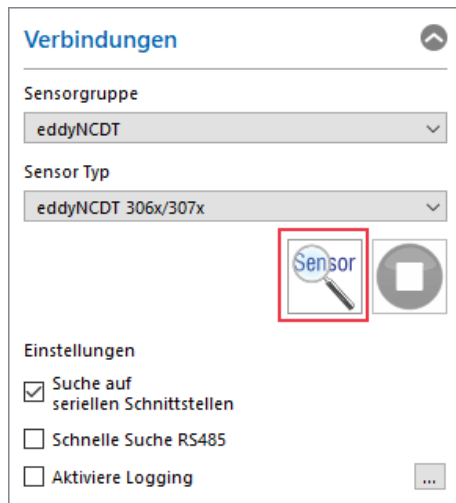 Verbindungen
Sensorgruppe
eddyNCDT
Sensor Typ
eddyNCDT 306x/307x
Sensor
Einstellungen
Suche auf
seriellen Schnittstellen
Schnelle Suche RS485
Aktiviere Logging
...